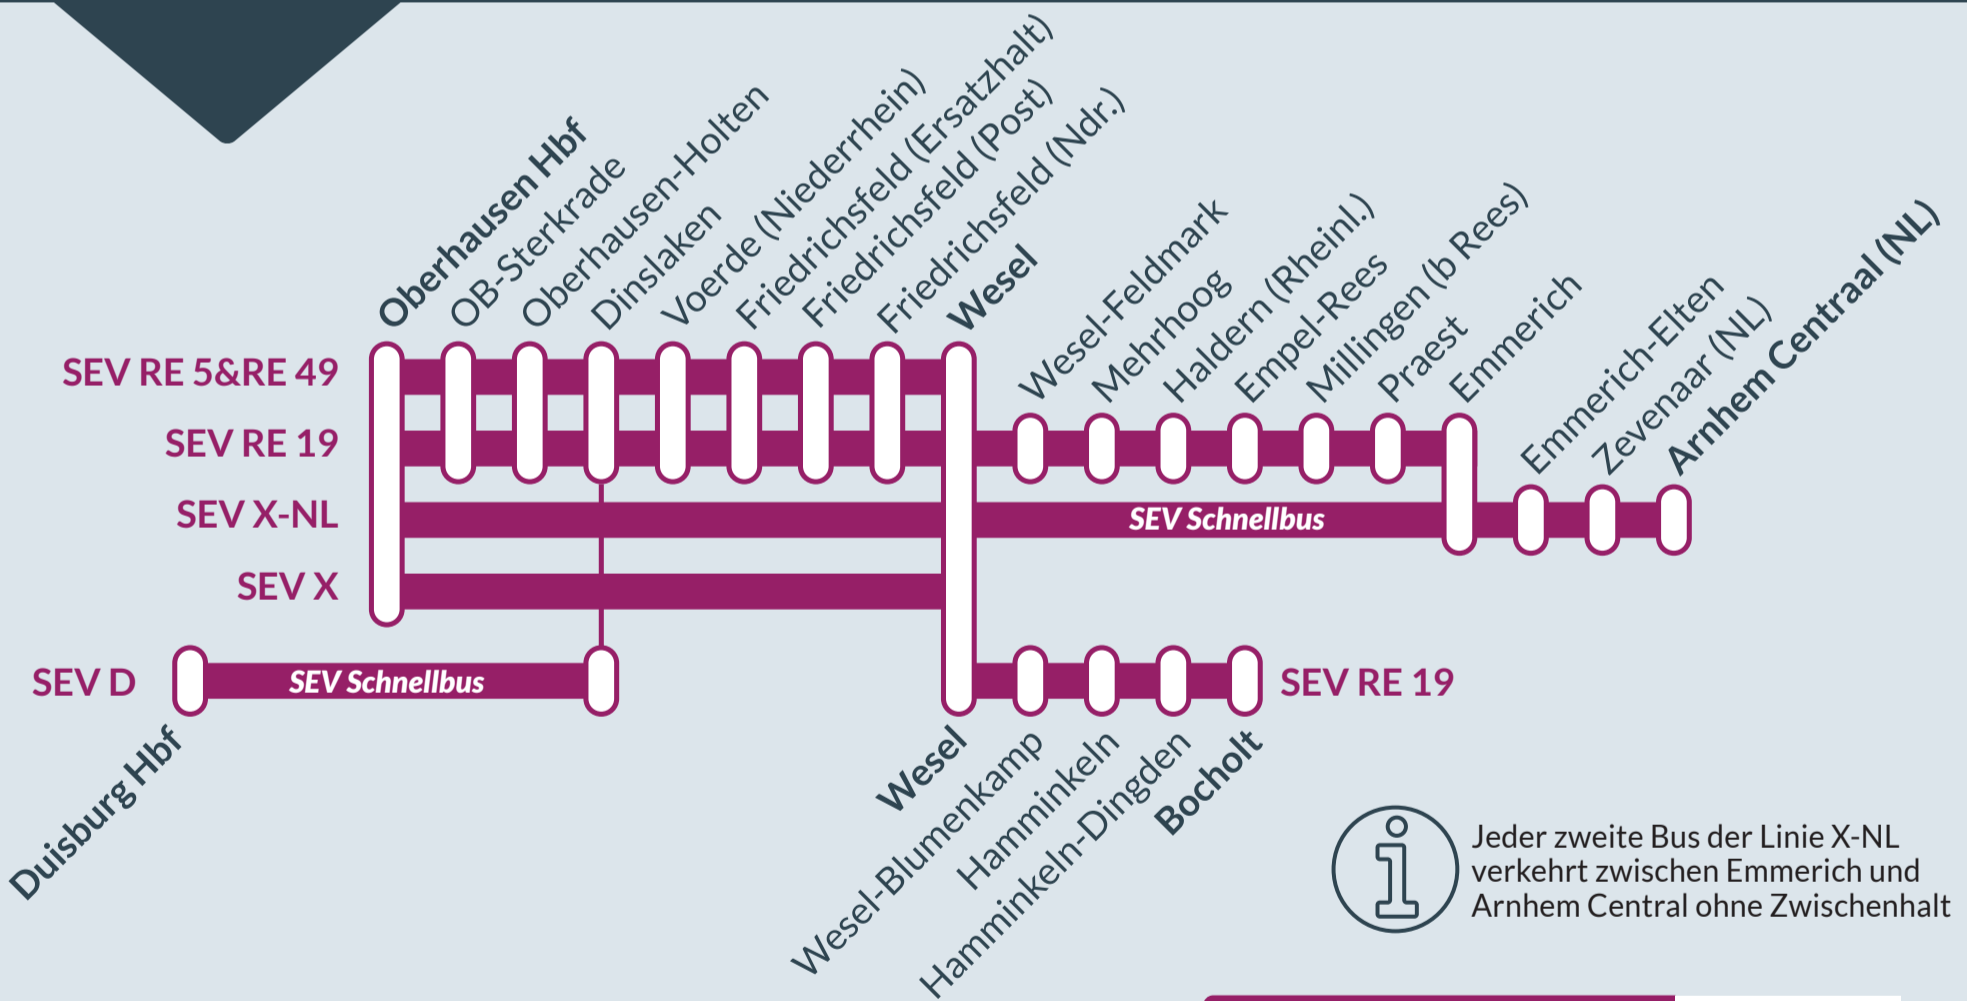 Oberhausen Hbf
OB-Sterkrade
Oberhausen-Holten
Dinslaken
Voerde (Niederrhein)
Friedrichsfeld (Ersatzhalt)
Friedrichsfeld (Post)
Friedrichsfeld (Ndr.)
Wesel
Wesel-Feldmark
Mehrhoog
Haldern (Rheinl.)
Empel-Rees
Millingen (b Rees)
Praest
Emmerich
Emmerich-Elten
Zevenaar (NL)
Arnhem Centraal (NL)
SEV RE 5&RE 49
SEV RE 19
SEV X-NL
SEV Schnellbus
SEV X
SEV D
SEV Schnellbus
SEV RE 19
Duisburg Hbf
Wesel
Wesel-Blumenkamp
Hamminkeln
Hamminkeln-Dingden
Bocholt
Jeder zweite Bus der Linie X-NL
verkehrt zwischen Emmerich und
Arnhem Central ohne Zwischenhalt